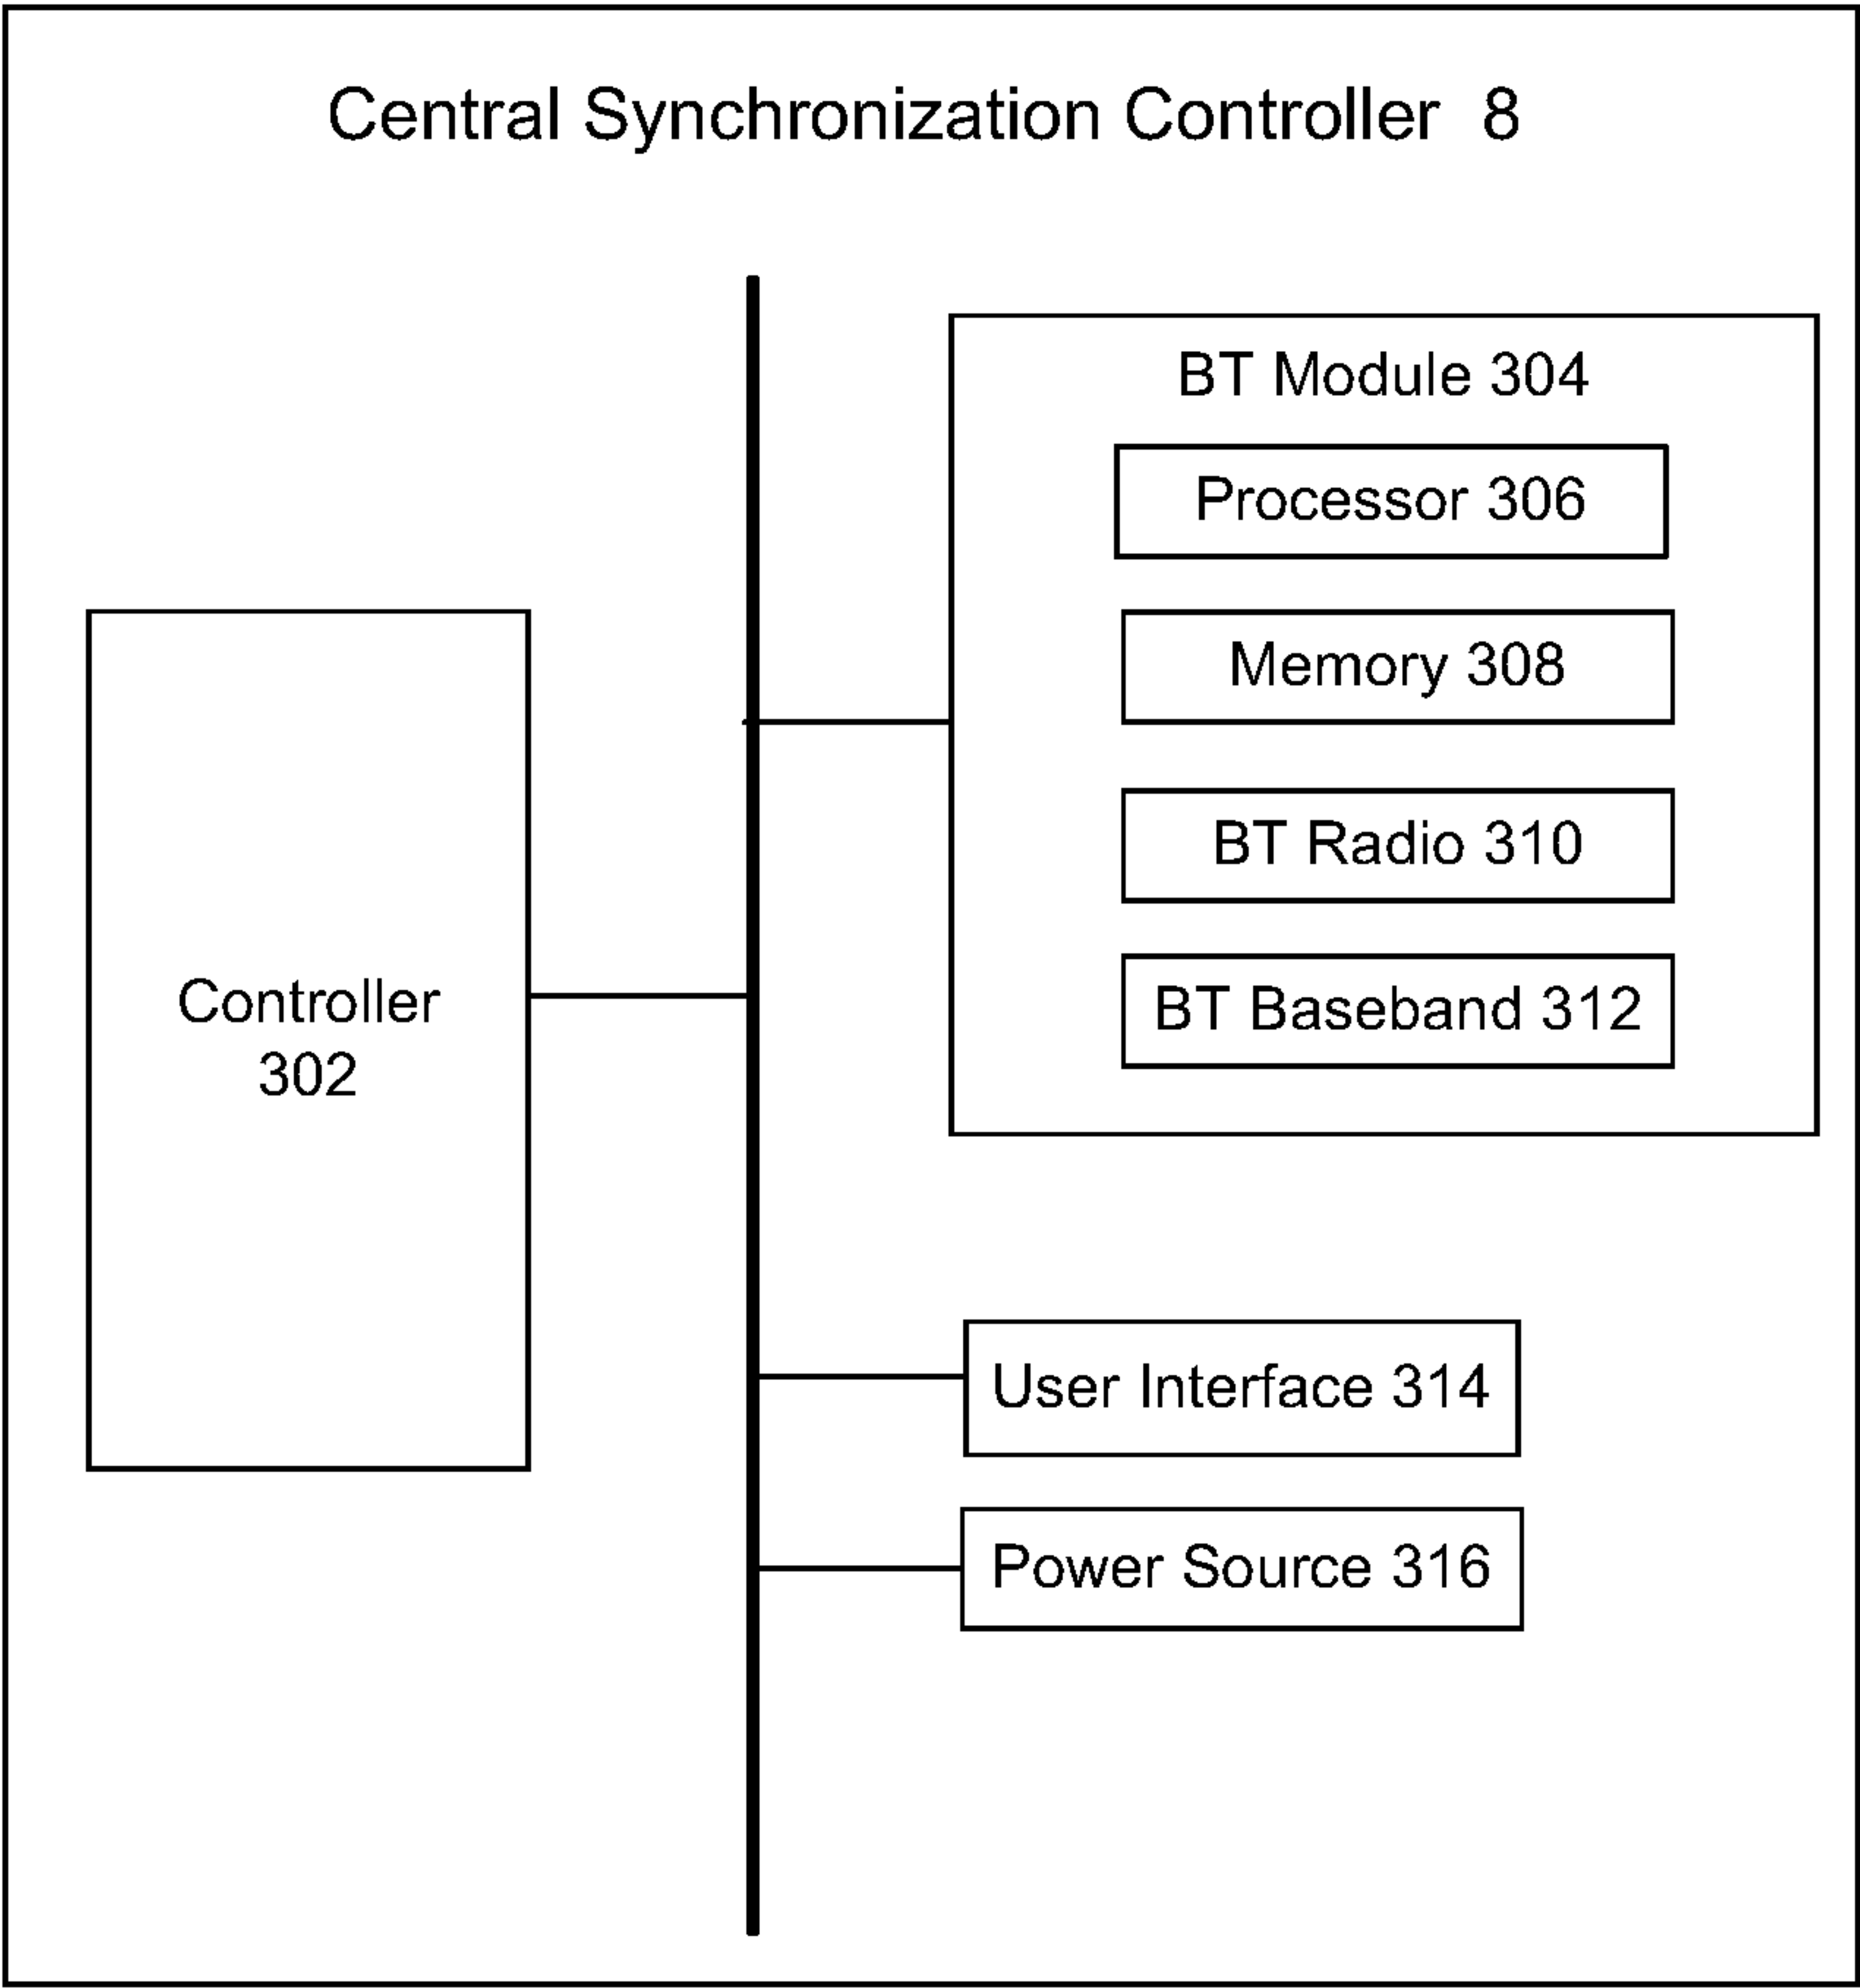 Central Synchronization Controller 8
BT Module 304
Processor 306
Memory 308
BT Radio 310
BT Baseband 312
Controller
302
User Interface 314
Power Source 316